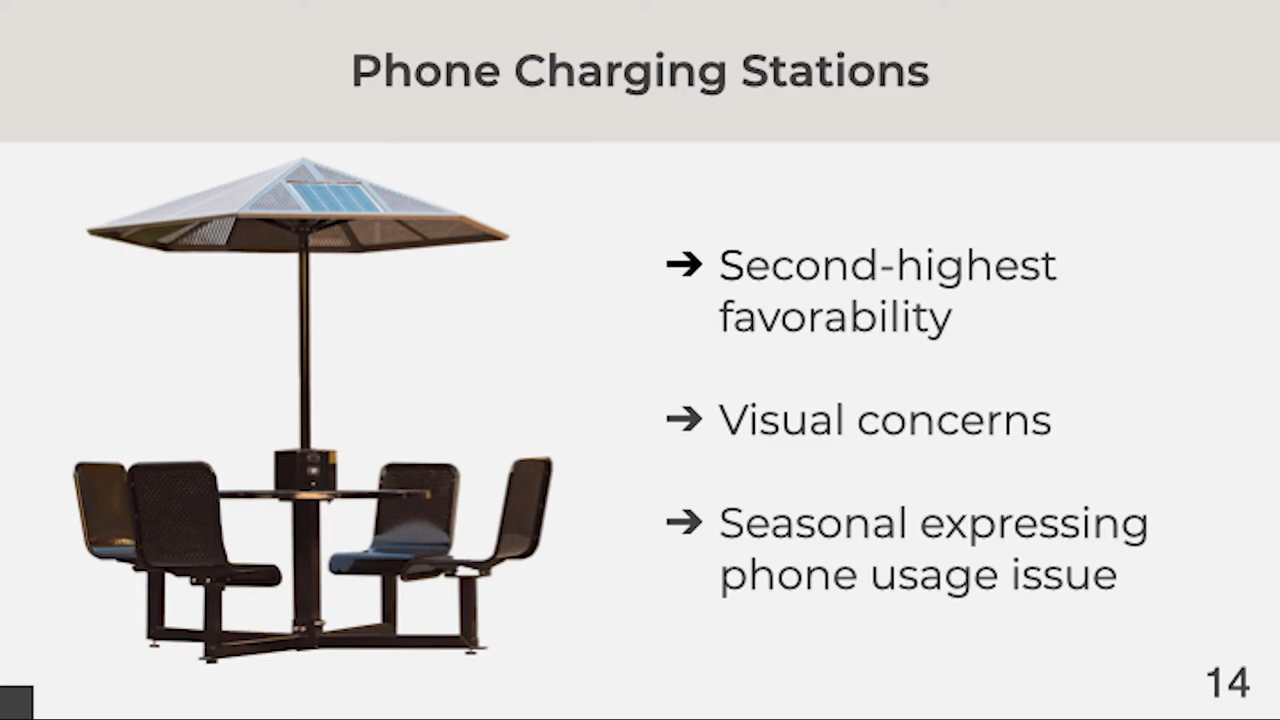 Phone Charging Stations
➔ Second-highest
favorability
➔ Visual concerns
➔ Seasonal expressing
phone usage issue
14